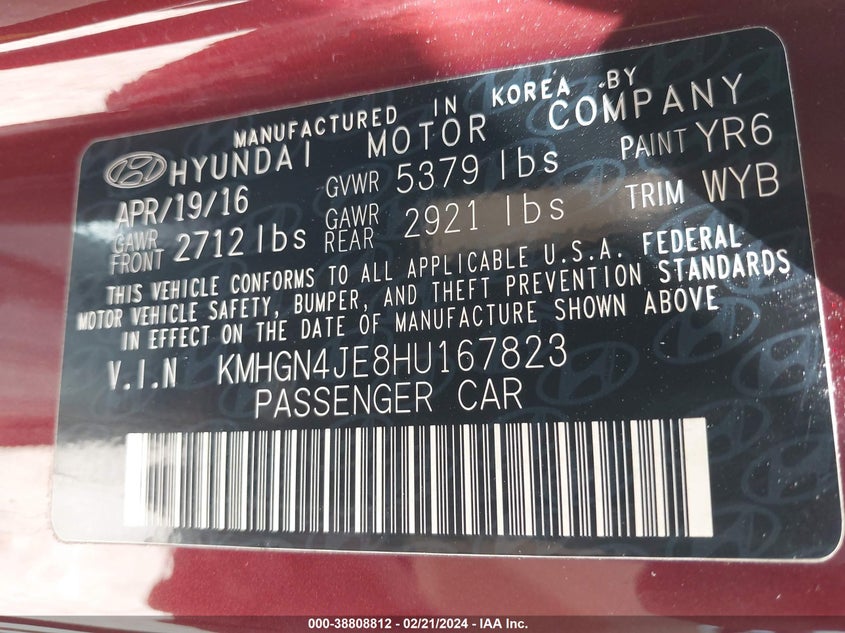 MANUFACTURED IN KOREA BY
HYUNDAI MOTOR COMPANY
APR/19/16 GVWR 5379 lbs PAINT YR6
GAWR FRONT 2712 lbs GAWR REAR 2921 lbs TRIM WYB
THIS VEHICLE CONFORMS TO ALL APPLICABLE U.S.A. FEDERAL
MOTOR VEHICLE SAFETY, BUMPER, AND THEFT PREVENTION STANDARDS
IN EFFECT ON THE DATE OF MANUFACTURE SHOWN ABOVE
V.I.N KMHGN4JE8HU167823
PASSENGER CAR
000-38808812 - 02/21/2024 - IAA Inc.